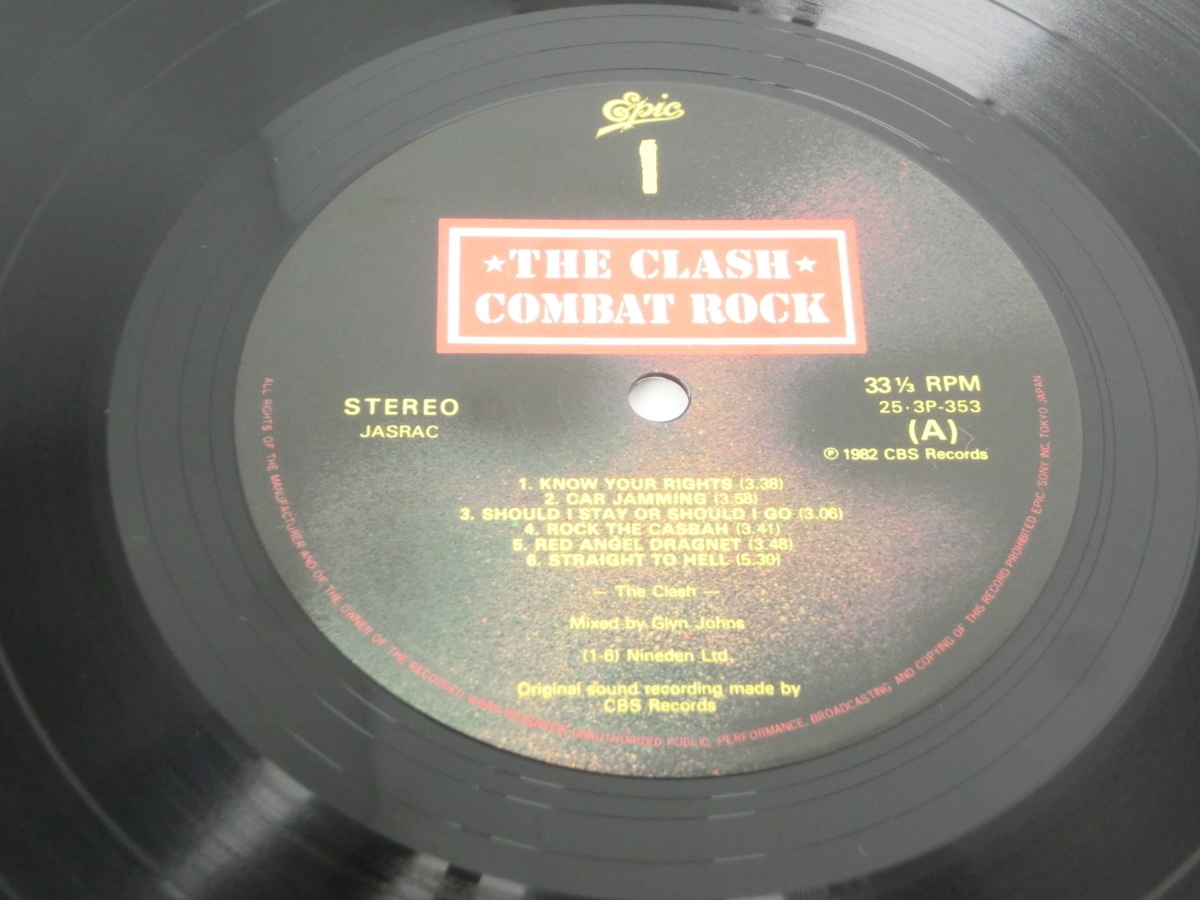 Epic
1
★THE CLASH★
COMBAT ROCK
STEREO
JASRAC
33 1/3 RPM
25·3P-353
(A)
℗ 1982 CBS Records
1. KNOW YOUR RIGHTS (3.38)
2. CAR JAMMING (3.58)
3. SHOULD I STAY OR SHOULD I GO (3.06)
4. ROCK THE CASBAH (3.41)
5. RED ANGEL DRAGNET (3.48)
6. STRAIGHT TO HELL (5.30)
— The Clash —
Mixed by Glyn Johns
(1-6) Nineden Ltd.
Original sound recording made by
CBS Records
ALL RIGHTS OF THE MANUFACTURER AND OF THE OWNER OF THE RECORDED WORK RESERVED. UNAUTHORIZED PUBLIC PERFORMANCE, BROADCASTING AND COPYING OF THIS RECORD PROHIBITED EPIC SONY INC. TOKYO JAPAN